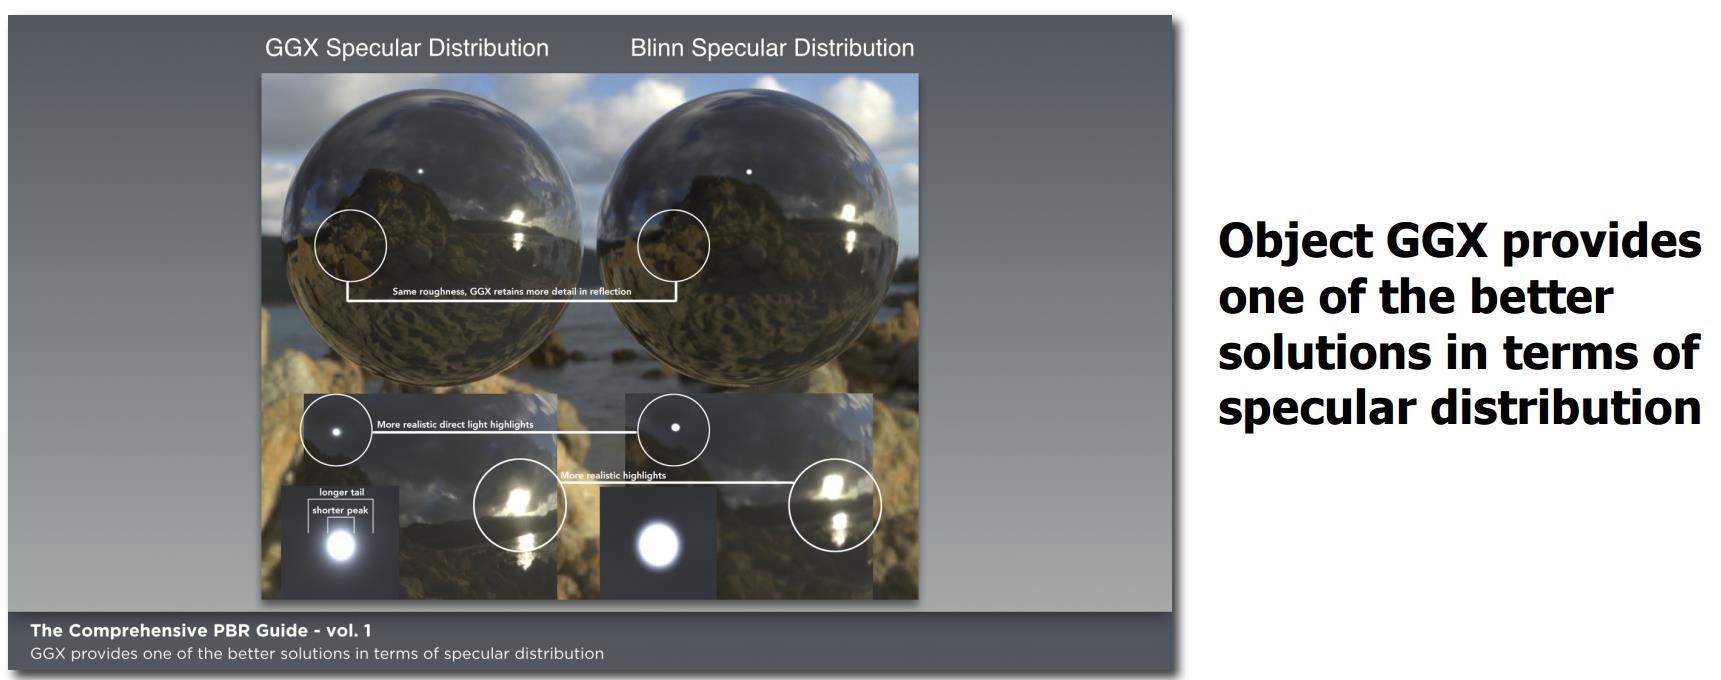 GGX Specular Distribution
Blinn Specular Distribution
Same roughness, GGX retains more detail in reflection
More realistic direct light highlights
More realistic highlights
longer tail
shorter peak
The Comprehensive PBR Guide - vol. 1
GGX provides one of the better solutions in terms of specular distribution
Object GGX provides
one of the better
solutions in terms of
specular distribution